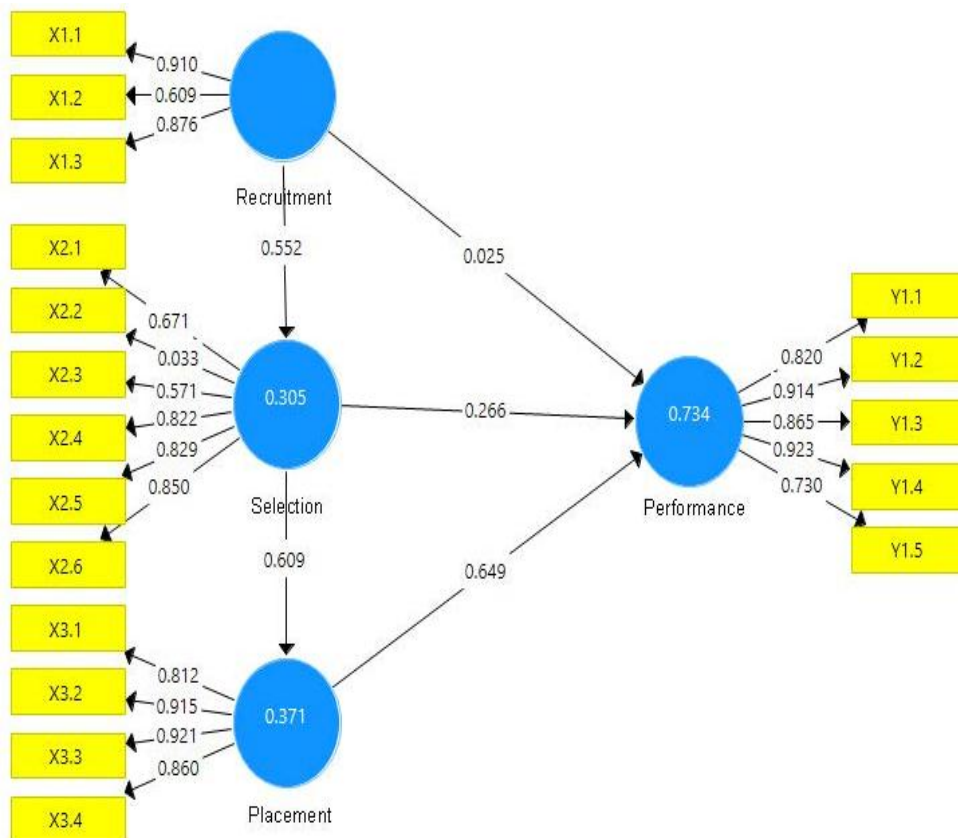 X1.1
0.910
X1.2
0.609
0.876
X1.3
Recruitment
0.552
0.025
X2.1
X2.2
0.671
0.033
X2.3
0.571
X2.4
0.822
0.829
X2.5
0.850
X2.6
0.305
Selection
0.266
0.609
0.649
0.734
Performance
Y1.1
0.820
Y1.2
0.914
0.865
Y1.3
0.923
Y1.4
0.730
Y1.5
X3.1
0.812
X3.2
0.915
0.921
X3.3
0.860
X3.4
0.371
Placement